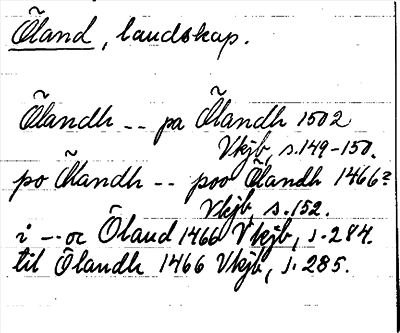 Öland, landskap.
Ölandh -- pa Ölandh 1502
Vkjb, s.149-150.
po Ölandh -- poo Ölandh 1466?
Vkjb, s.152.
i -- oc Öland 1466 Vkjb, s.284.
til Ölandh 1466 Vkjb, s.285.